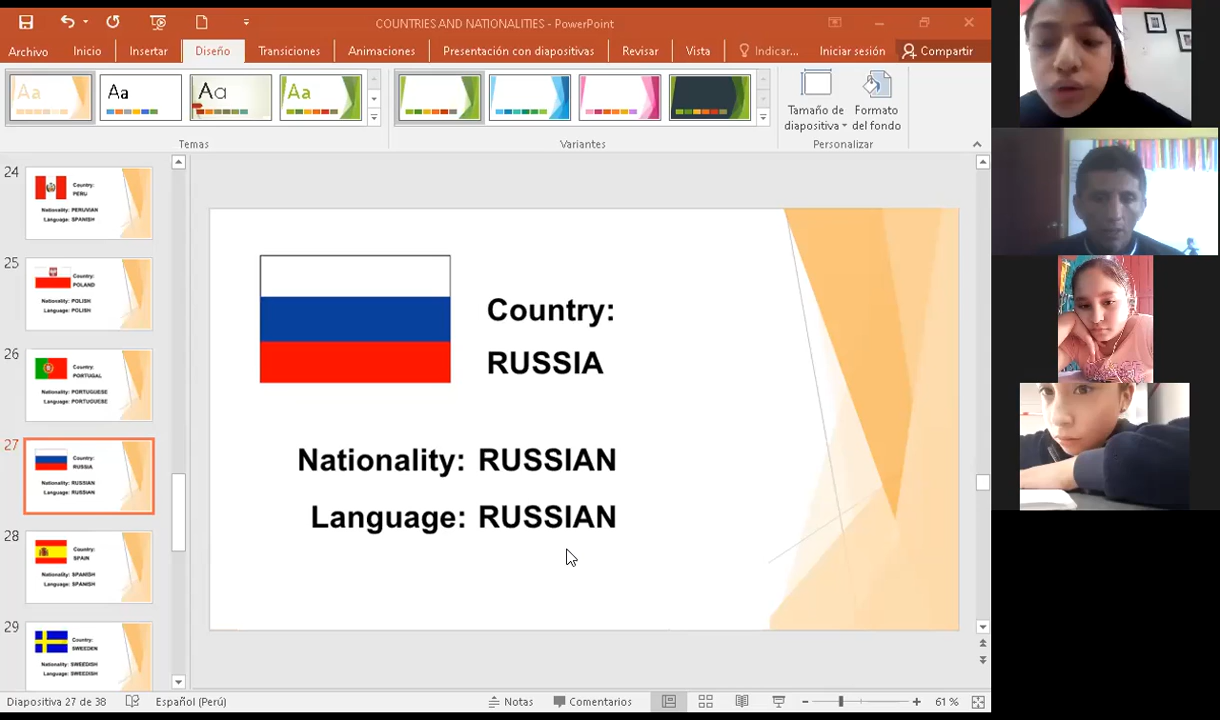 COUNTRIES AND NATIONALITIES - PowerPoint
Archivo Inicio Insertar Diseño Transiciones Animaciones Presentación con diapositivas Revisar Vista Indicar... Iniciar sesión Compartir
Aa Aa Aa Aa
Tamaño de diapositiva
Formato del fondo
Temas Variantes Personalizar
24
Country:
PERU
Nationality: PERUVIAN
Language: SPANISH
25
Country:
POLAND
Nationality: POLISH
Language: POLISH
26
Country:
PORTUGAL
Nationality: PORTUGUESE
Language: PORTUGUESE
27
Country:
RUSSIA
Nationality: RUSSIAN
Language: RUSSIAN
28
Country:
SPAIN
Nationality: SPANISH
Language: SPANISH
29
Country:
SWEDEN
Nationality: SWEEDISH
Language: SWEEDISH
Country:
RUSSIA
Nationality: RUSSIAN
Language: RUSSIAN
Diapositiva 27 de 38 Español (Perú) Notas Comentarios 61 %